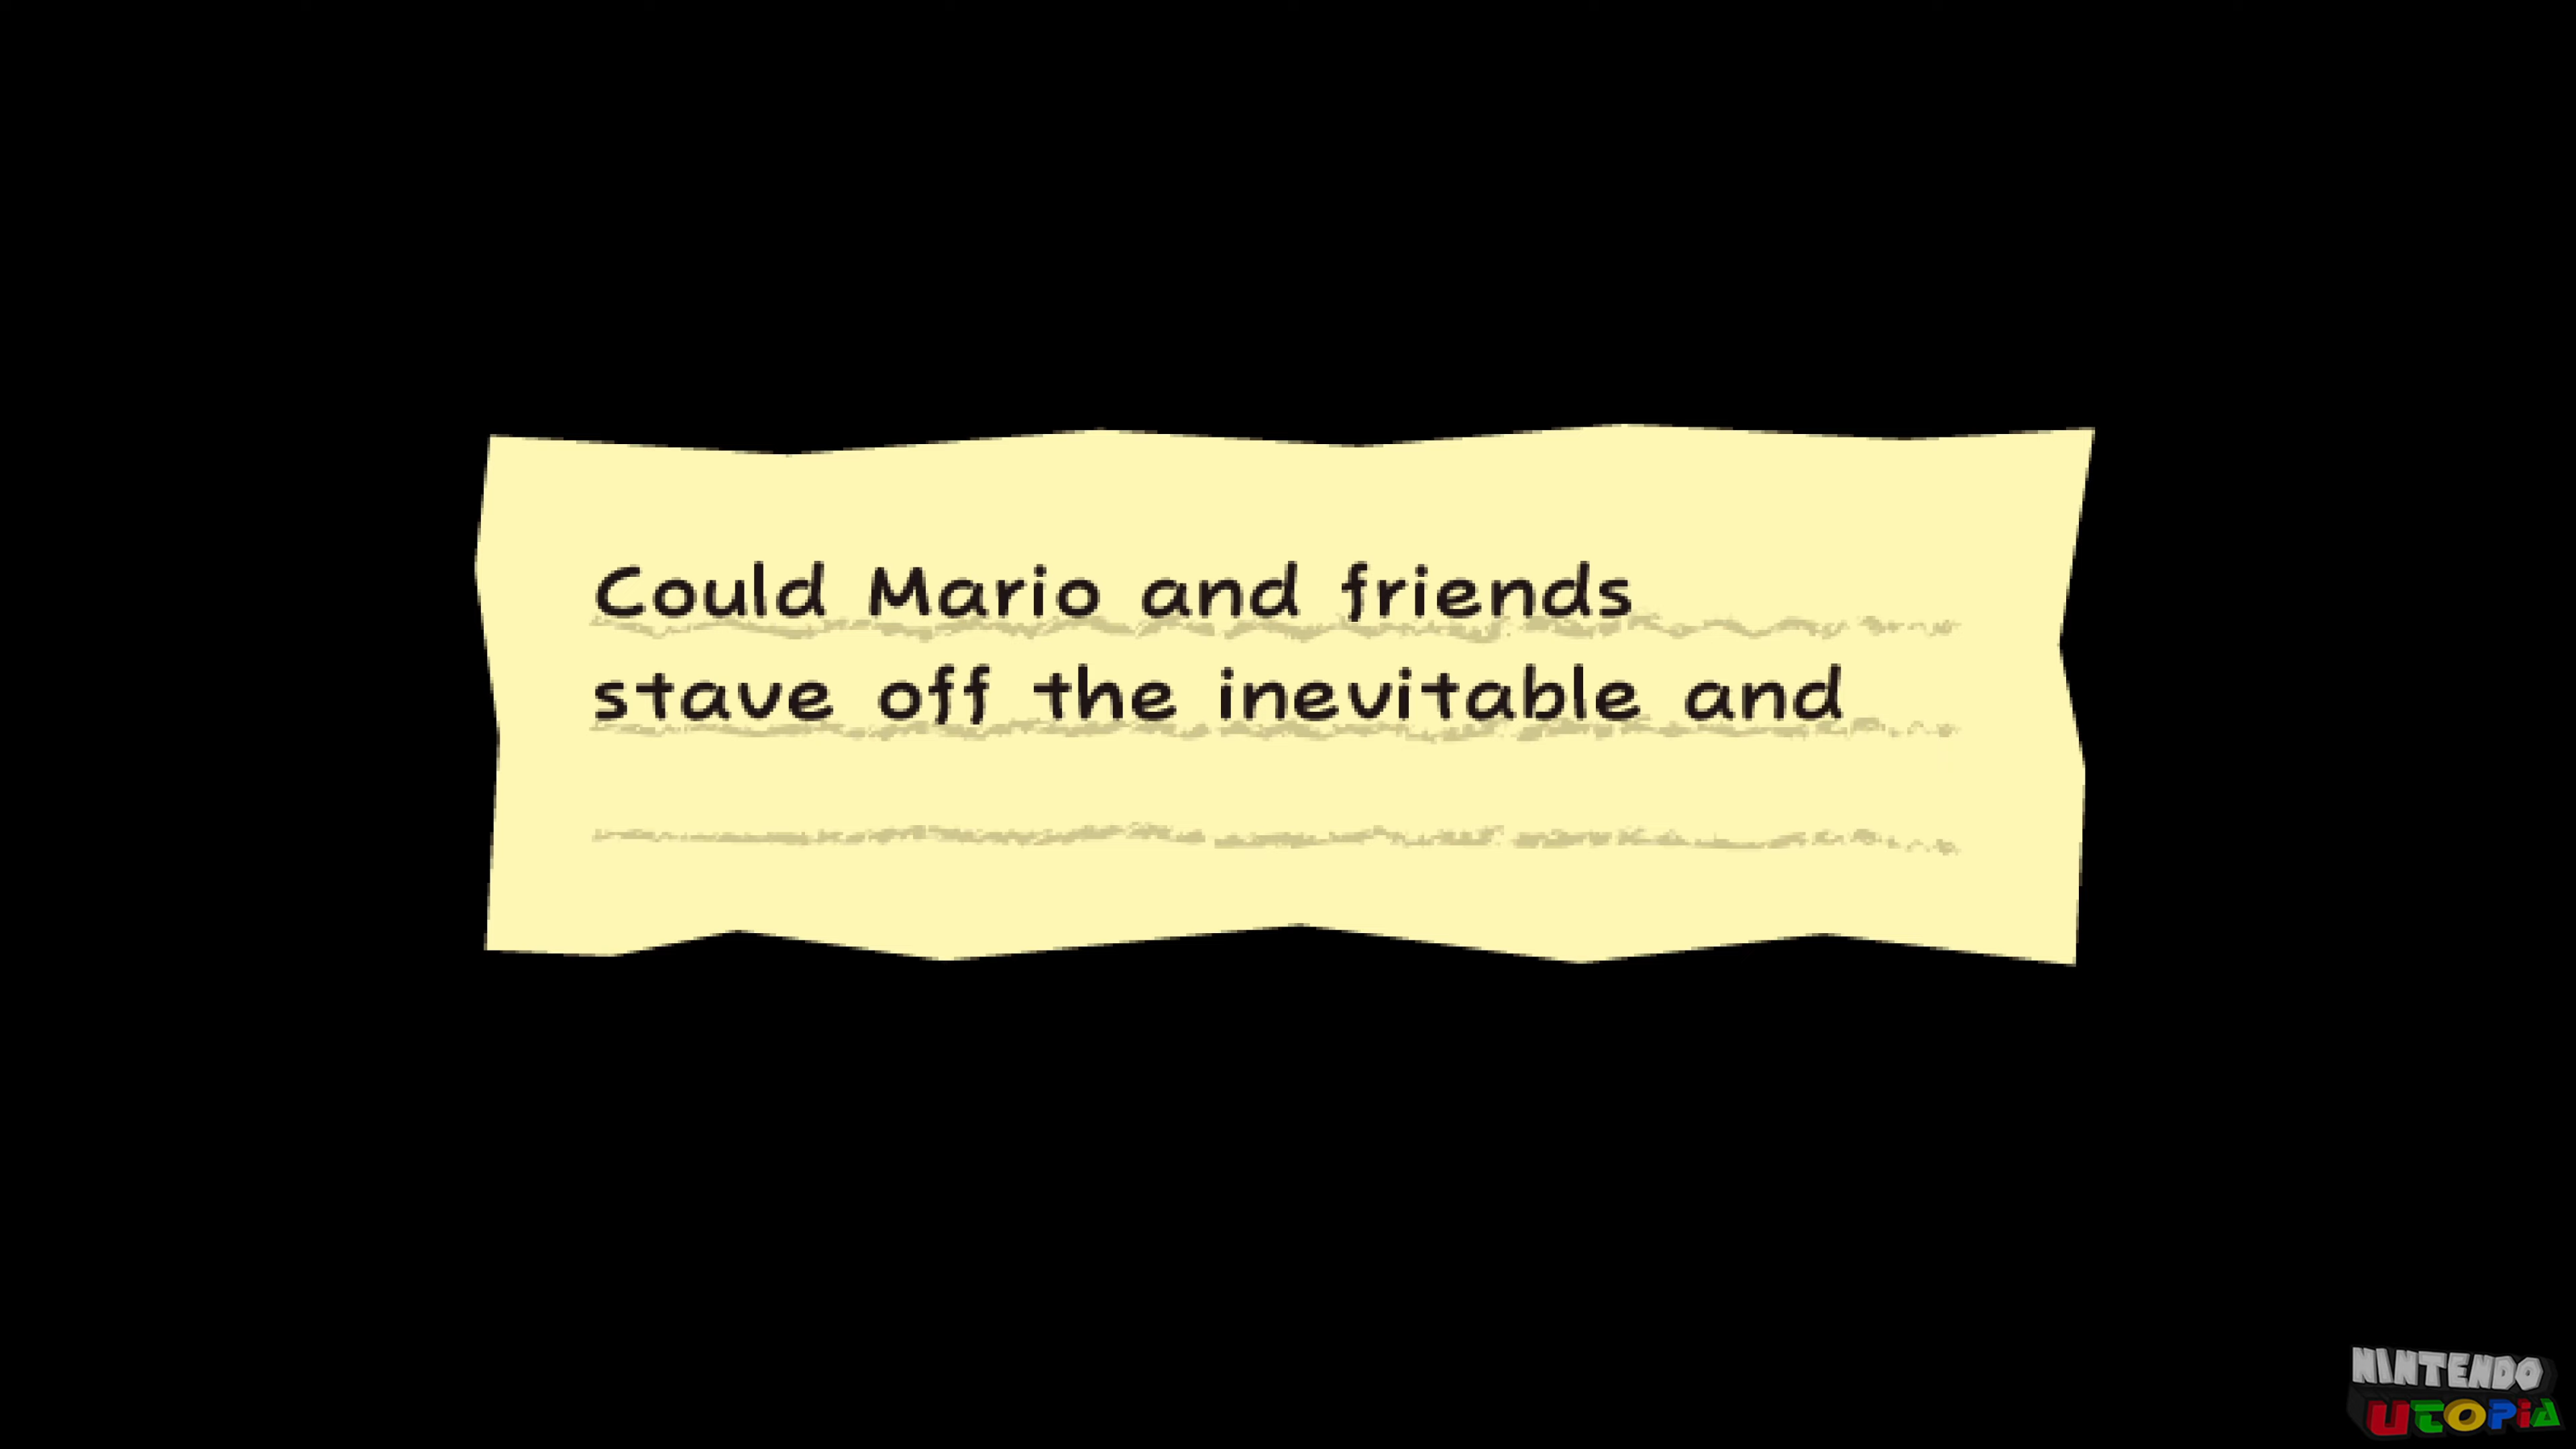 Could Mario and friends
stave off the inevitable and
NINTENDO
UTOPIA